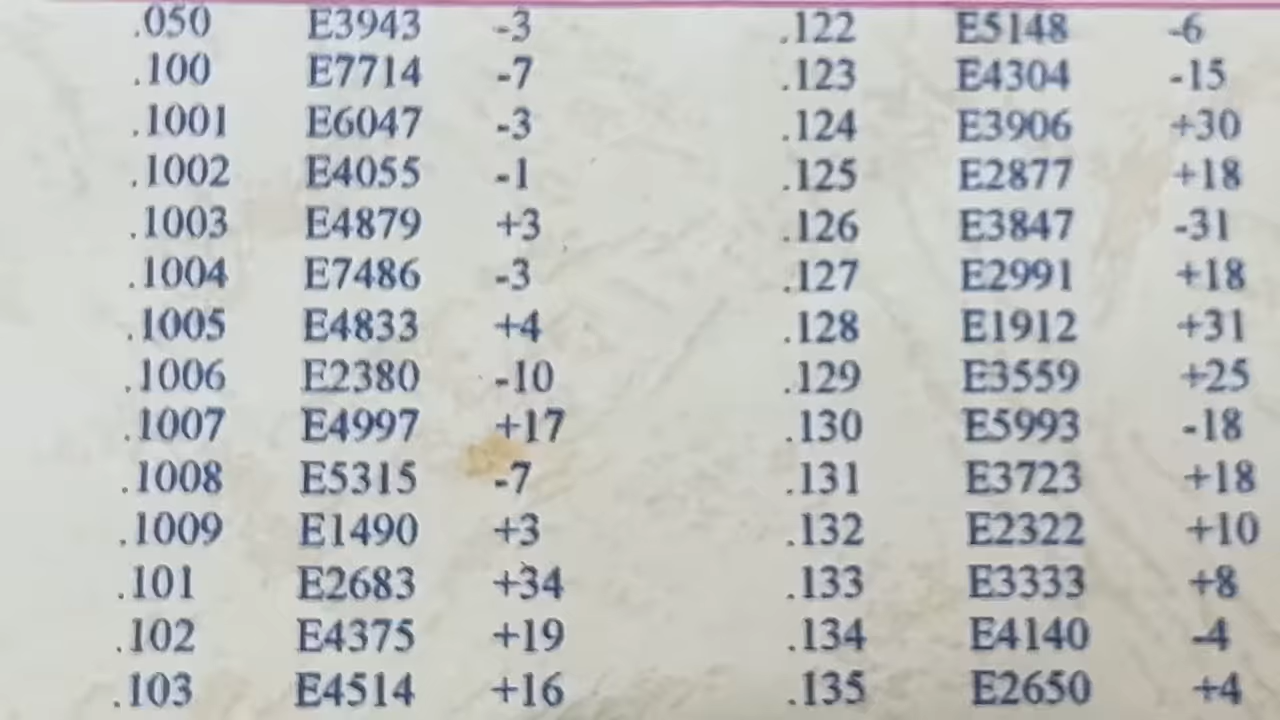 .050 E3943 -3 .122 E5148 -6
.100 E7714 -7 .123 E4304 -15
.1001 E6047 -3 .124 E3906 +30
.1002 E4055 -1 .125 E2877 +18
.1003 E4879 +3 .126 E3847 -31
.1004 E7486 -3 .127 E2991 +18
.1005 E4833 +4 .128 E1912 +31
.1006 E2380 -10 .129 E3559 +25
.1007 E4997 +17 .130 E5993 -18
.1008 E5315 -7 .131 E3723 +18
.1009 E1490 +3 .132 E2322 +10
.101 E2683 +34 .133 E3333 +8
.102 E4375 +19 .134 E4140 -4
.103 E4514 +16 .135 E2650 +4